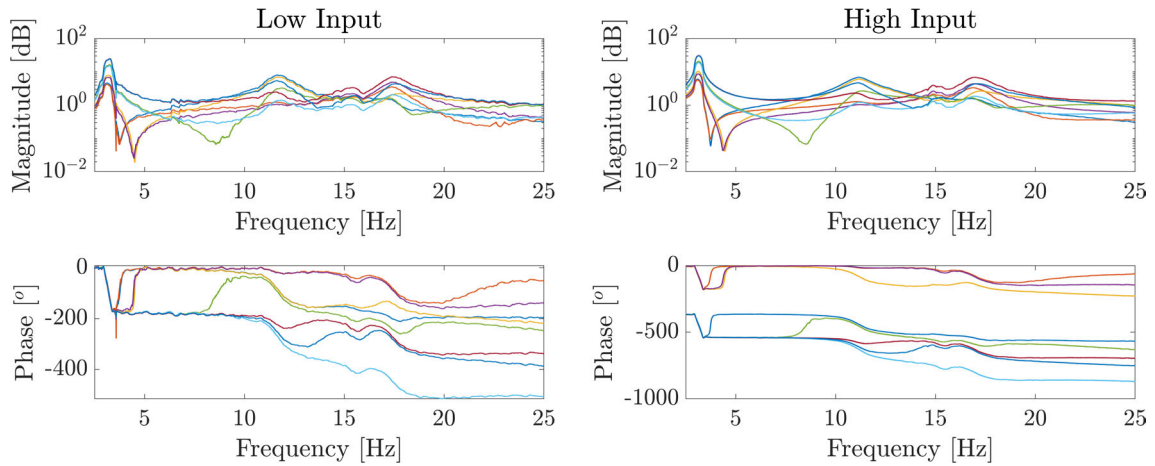 Low Input
High Input
Magnitude [dB]
10^2
10^0
10^-2
5 10 15 20 25
Frequency [Hz]
Magnitude [dB]
10^2
10^0
10^-2
5 10 15 20 25
Frequency [Hz]
Phase [°]
0
-200
-400
5 10 15 20 25
Frequency [Hz]
Phase [°]
0
-500
-1000
5 10 15 20 25
Frequency [Hz]